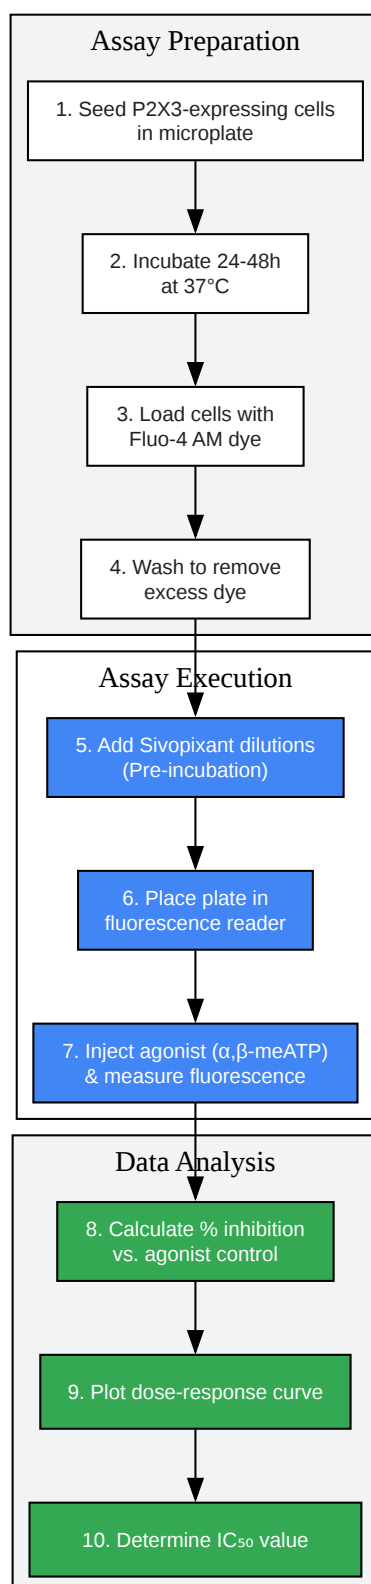 Assay Preparation
1. Seed P2X3-expressing cells
in microplate
2. Incubate 24-48h
at 37°C
3. Load cells with
Fluo-4 AM dye
4. Wash to remove
excess dye
Assay Execution
5. Add Sivopixant dilutions
(Pre-incubation)
6. Place plate in
fluorescence reader
7. Inject agonist (α,β-meATP)
& measure fluorescence
Data Analysis
8. Calculate % inhibition
vs. agonist control
9. Plot dose-response curve
10. Determine IC₅₀ value